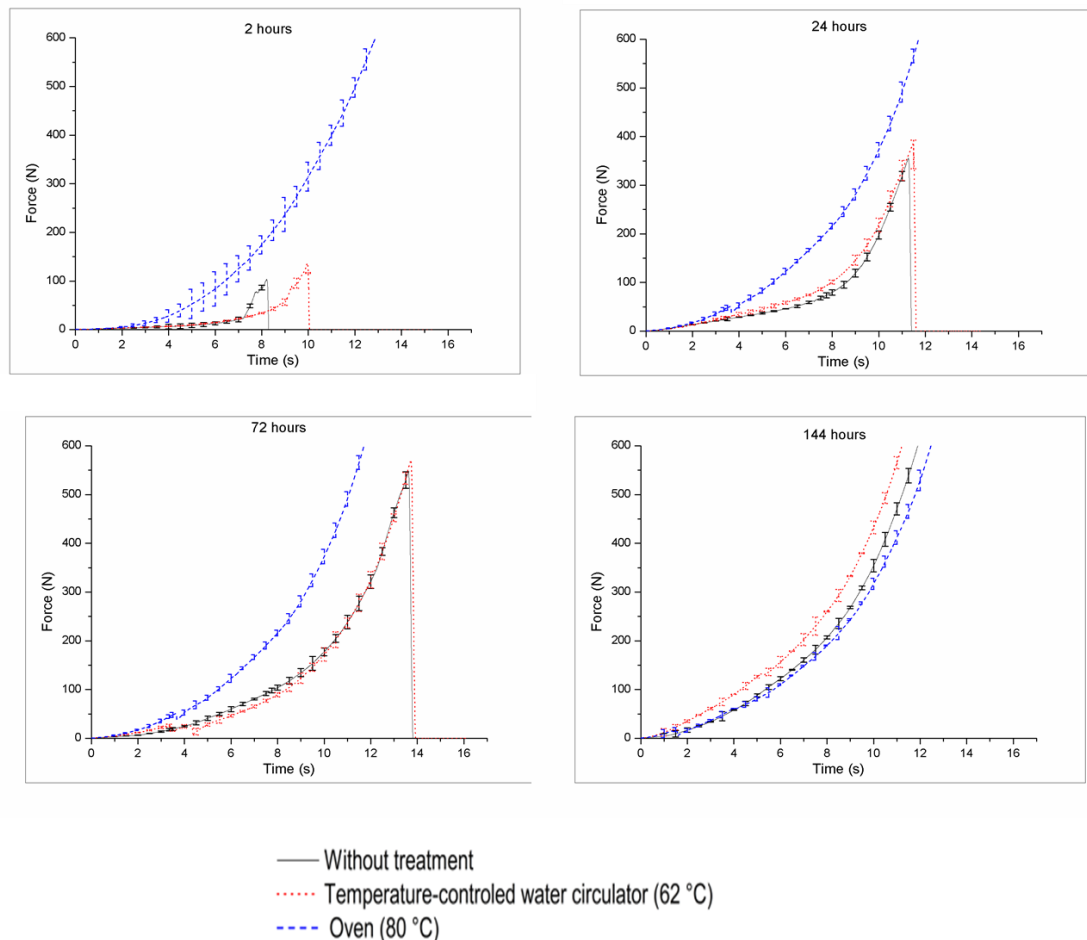 2 hours
600
500
400
300
200
100
0
Force (N)
0 2 4 6 8 10 12 14 16
Time (s)
24 hours
600
500
400
300
200
100
0
Force (N)
0 2 4 6 8 10 12 14 16
Time (s)
72 hours
600
500
400
300
200
100
0
Force (N)
0 2 4 6 8 10 12 14 16
Time (s)
144 hours
600
500
400
300
200
100
0
Force (N)
0 2 4 6 8 10 12 14 16
Time (s)
Without treatment
Temperature-controled water circulator (62 °C)
Oven (80 °C)